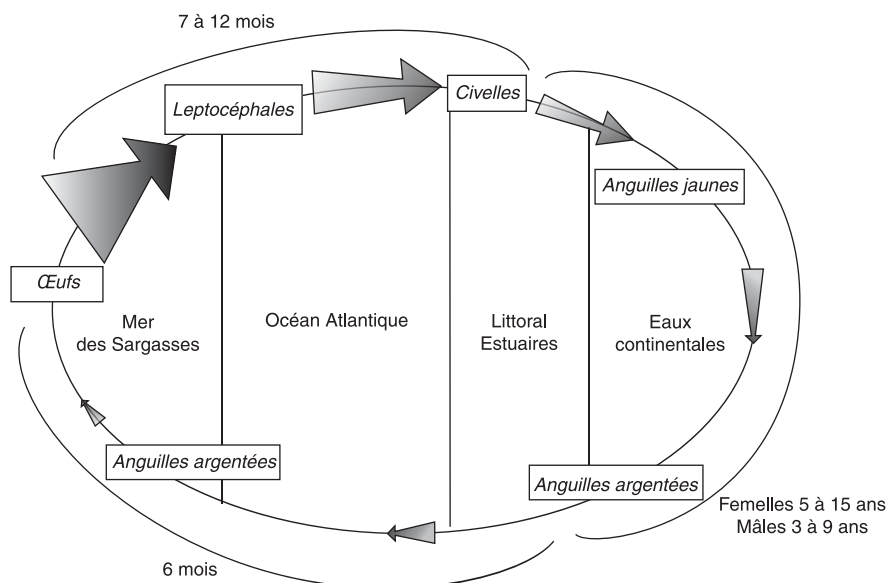 7 à 12 mois
Leptocéphales
Civelles
Anguilles jaunes
Œufs
Mer
des Sargasses
Océan Atlantique
Littoral
Estuaires
Eaux
continentales
Anguilles argentées
Anguilles argentées
Femelles 5 à 15 ans
Mâles 3 à 9 ans
6 mois